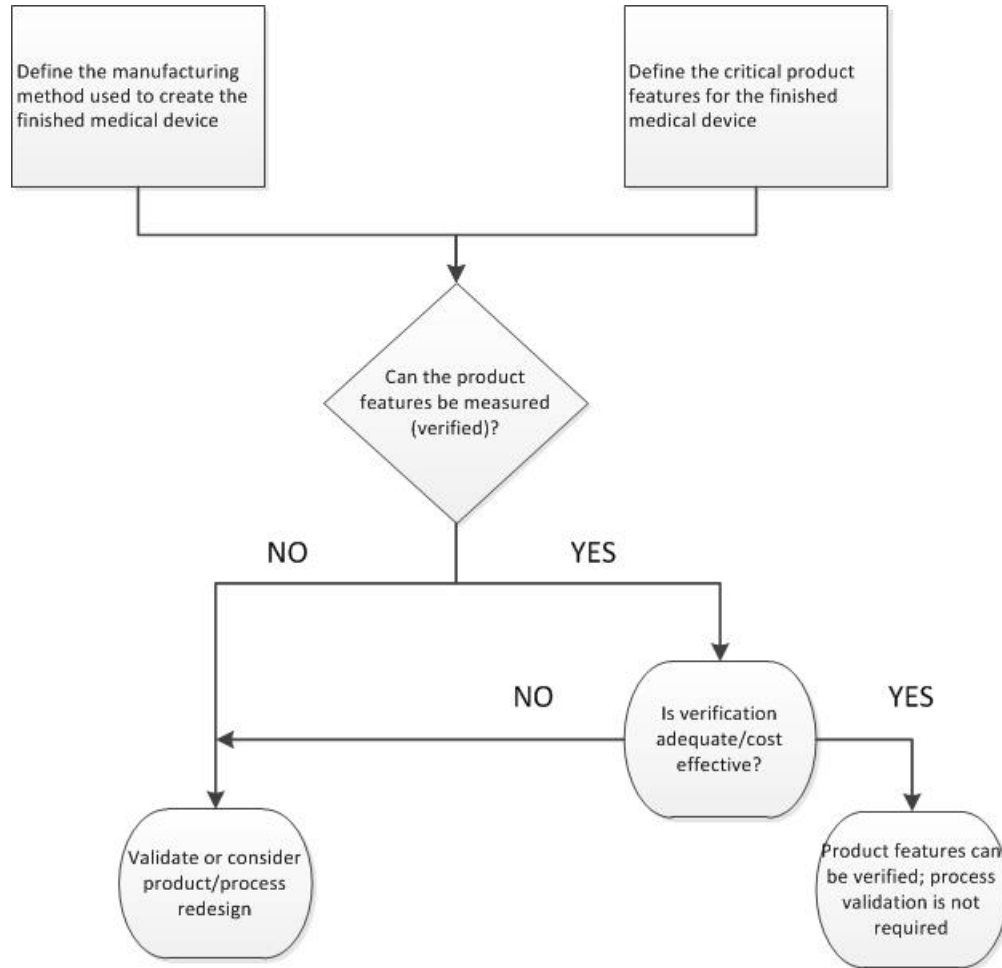 Define the manufacturing
method used to create the
finished medical device
Define the critical product
features for the finished
medical device
Can the product
features be measured
(verified)?
NO
YES
NO
YES
Is verification
adequate/cost
effective?
Validate or consider
product/process
redesign
Product features can
be verified; process
validation is not
required